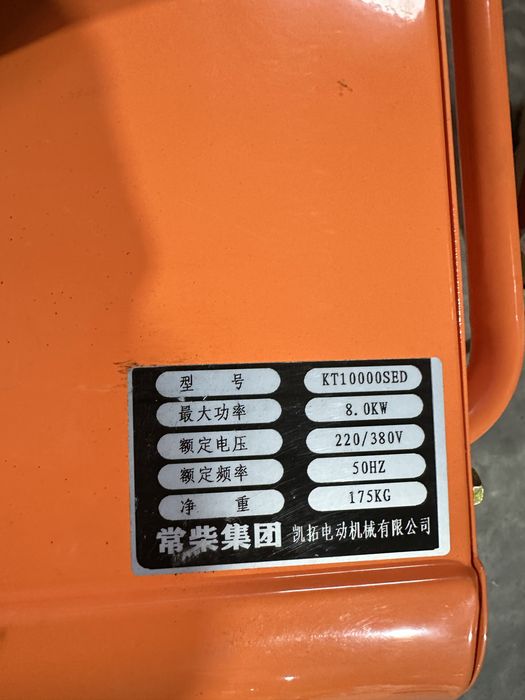 型 号 KT10000SED
最大功率 8.0KW
额定电压 220/380V
额定频率 50HZ
净 重 175KG
常柴集团 凯拓电动机械有限公司